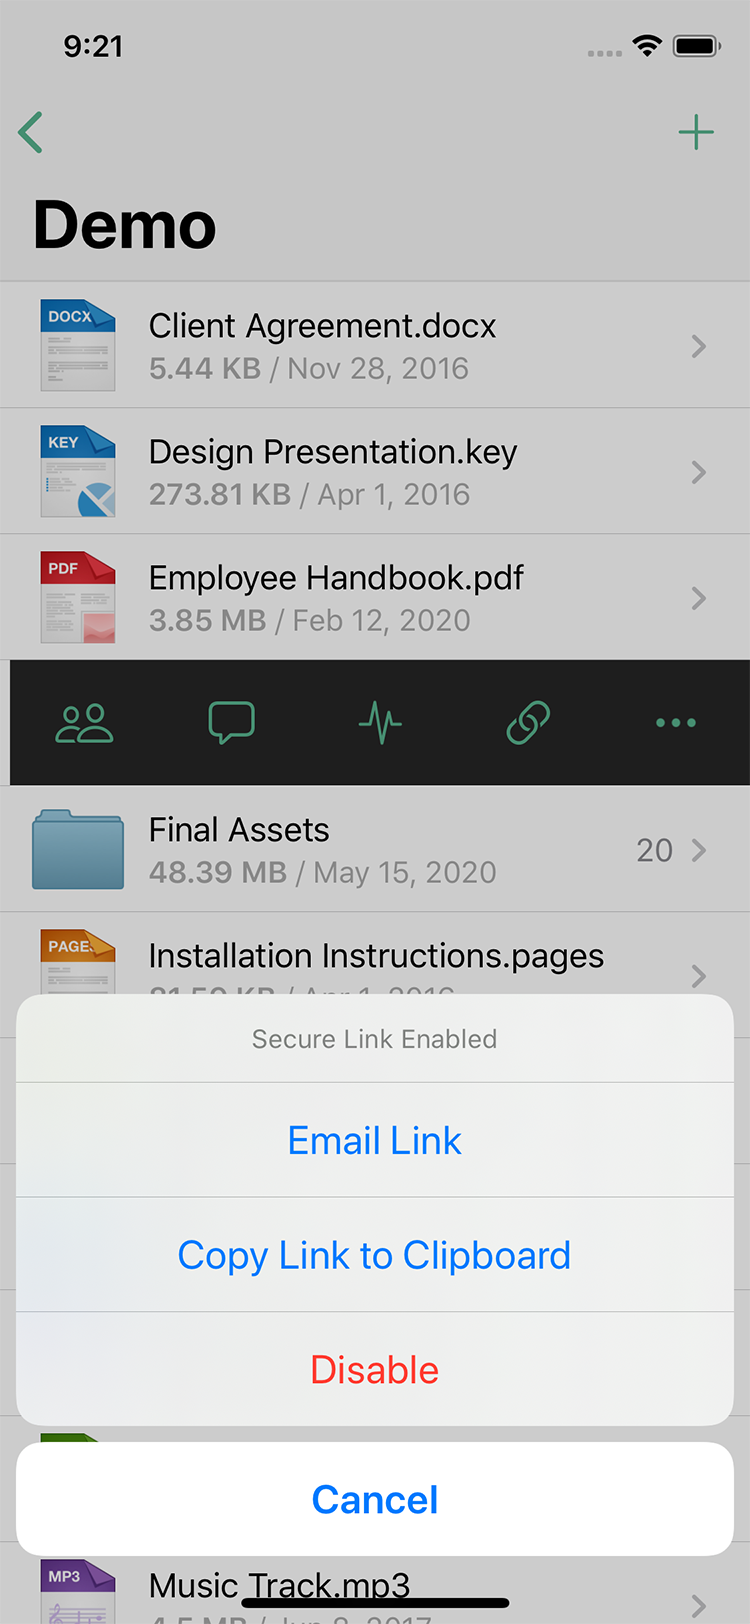 9:21
Demo
DOCX
Client Agreement.docx
5.44 KB / Nov 28, 2016
KEY
Design Presentation.key
273.81 KB / Apr 1, 2016
PDF
Employee Handbook.pdf
3.85 MB / Feb 12, 2020
Final Assets
48.39 MB / May 15, 2020
20
PAGES
Installation Instructions.pages
Secure Link Enabled
Email Link
Copy Link to Clipboard
Disable
Cancel
MP3
Music Track.mp3